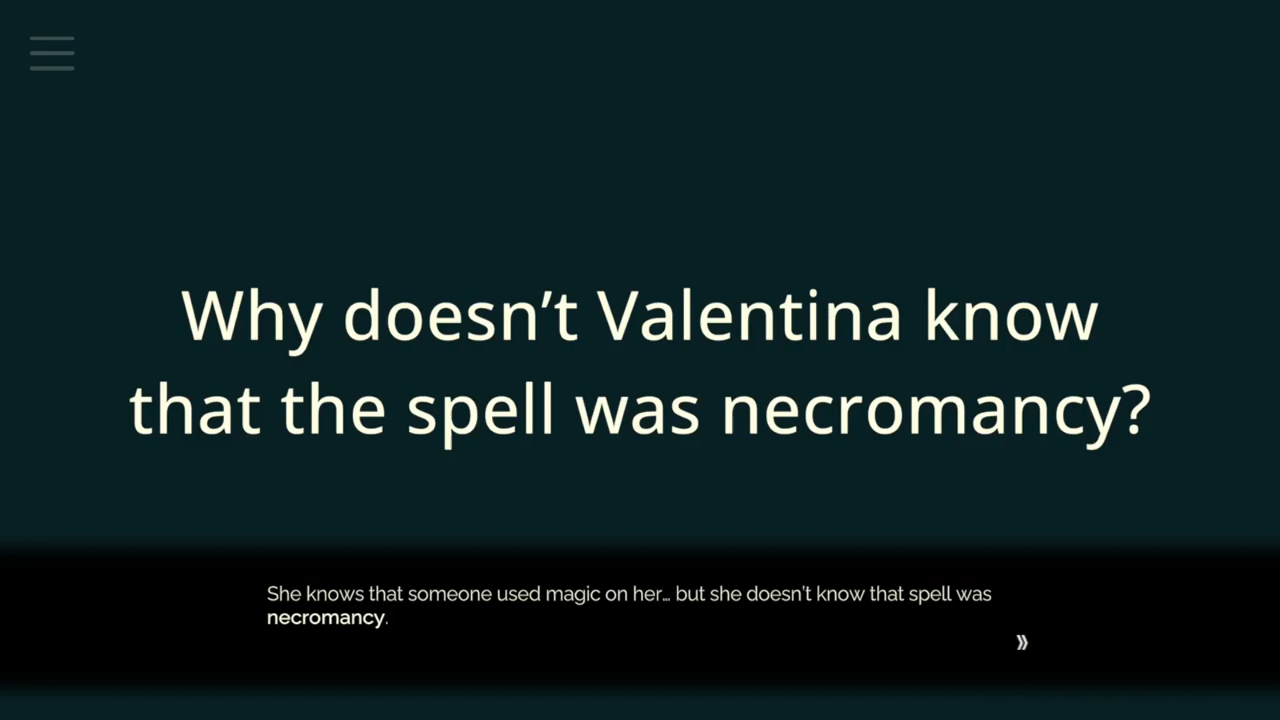 Why doesn’t Valentina know
that the spell was necromancy?
She knows that someone used magic on her… but she doesn’t know that spell was
necromancy.